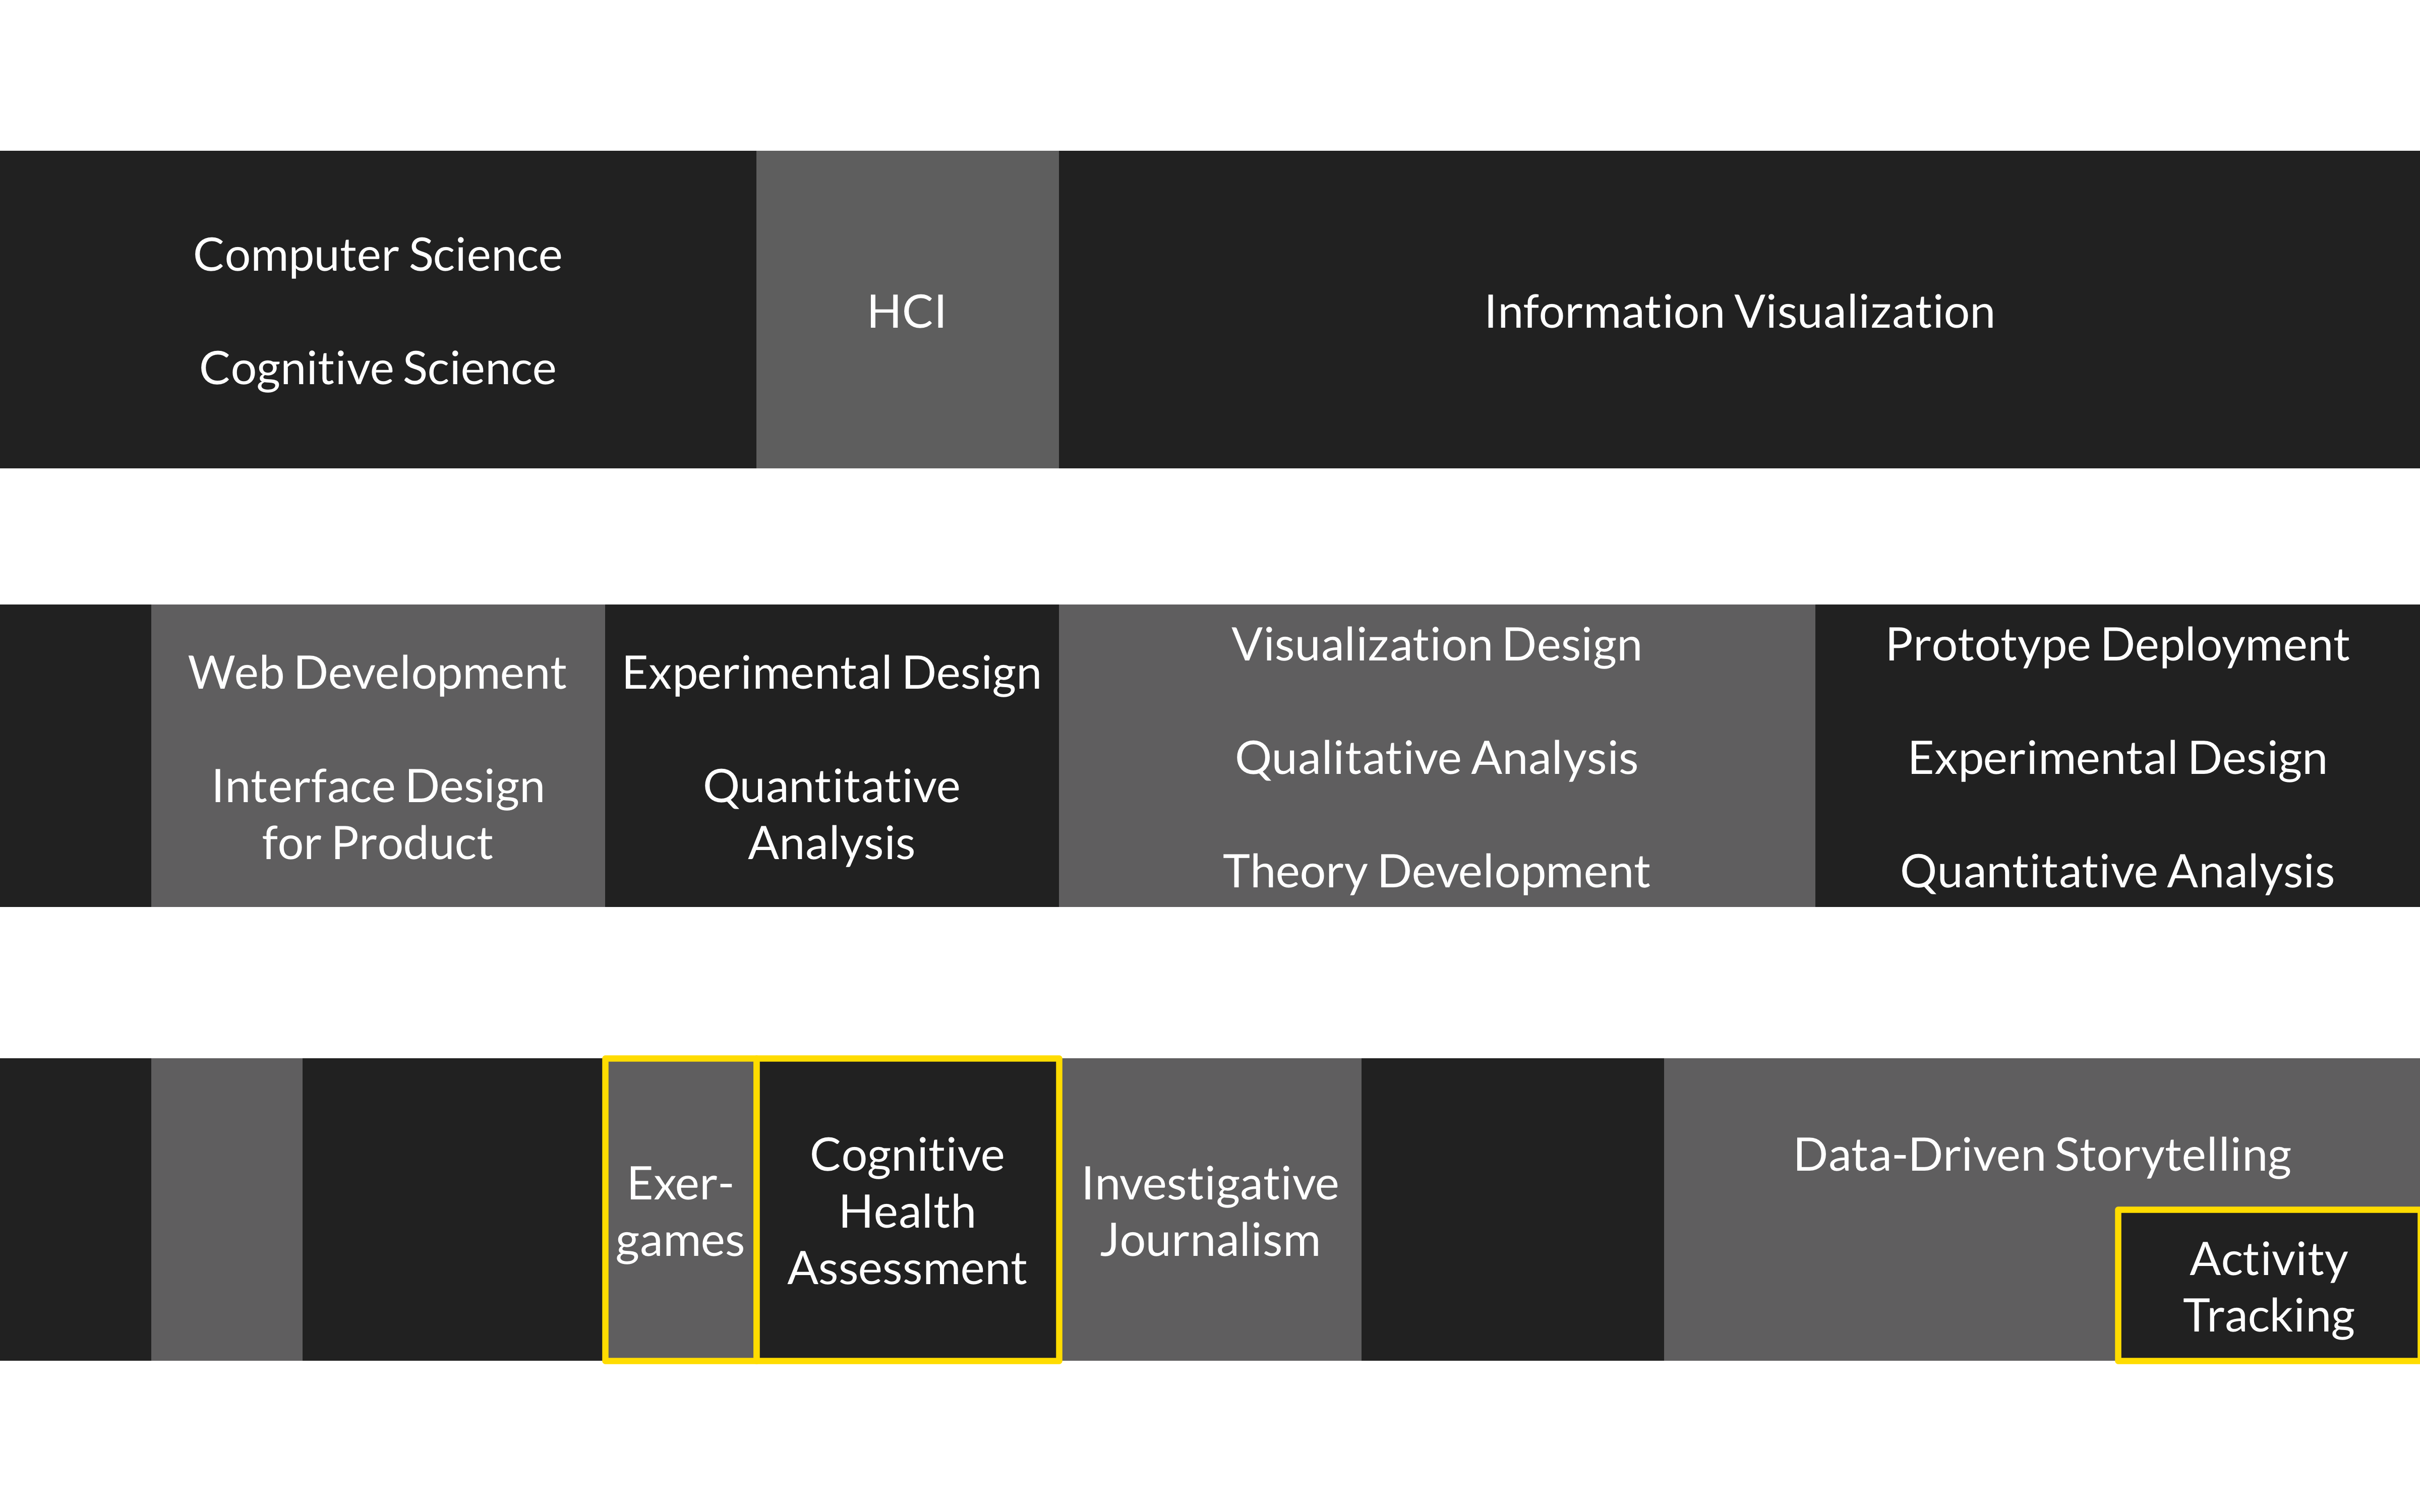 Computer Science
Cognitive Science
HCI
Information Visualization
Web Development
Interface Design
for Product
Experimental Design
Quantitative
Analysis
Visualization Design
Qualitative Analysis
Theory Development
Prototype Deployment
Experimental Design
Quantitative Analysis
Exer-
games
Cognitive
Health
Assessment
Investigative
Journalism
Data-Driven Storytelling
Activity
Tracking